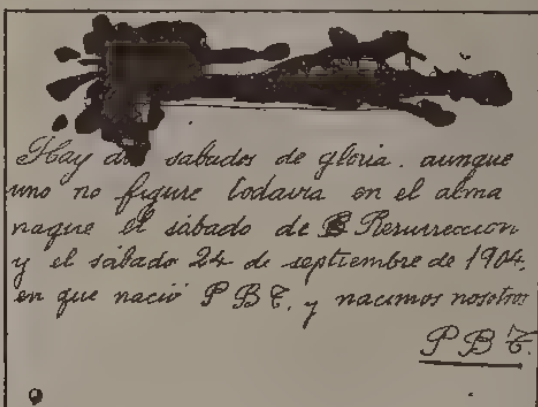 Hay dos sabados de gloria. aunque
uno no figure todavia en el alma
naque el sábado de Resurreccion
y el sábado 24 de septiembre de 1904,
en que nació P B T. y nacimos nosotros
P B T.